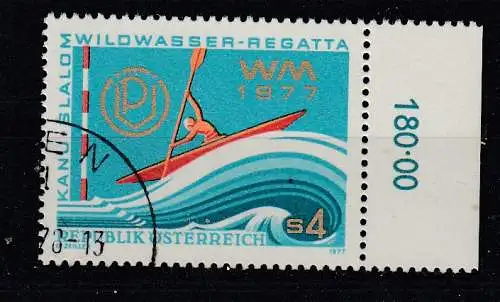 WILDWASSER-REGATTA
KANUSLALOM
WM
1977
S4
REPUBLIK ÖSTERREICH
1977
180·00